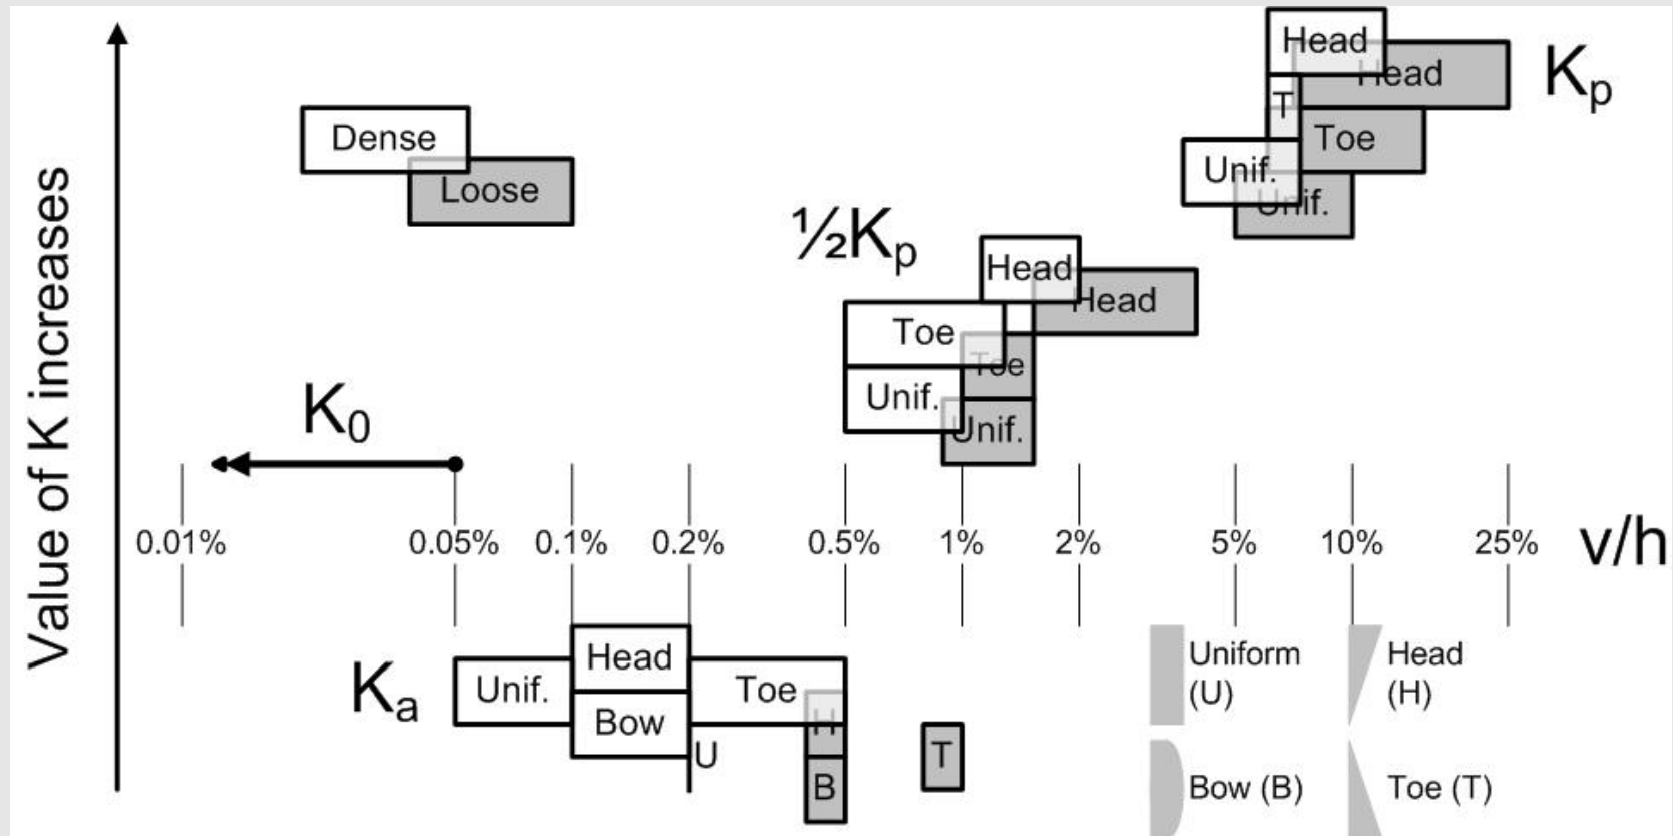 Value of K increases
Head
Head
Kp
T
Toe
Unif.
Unif.
Dense
Loose
½Kp
Head
Head
Toe
Toe
Unif.
Unif.
K0
0.01%
0.05%
0.1%
0.2%
0.5%
1%
2%
5%
10%
25%
v/h
Ka
Unif.
Head
Bow
Toe
U
H
B
T
Uniform
(U)
Head
(H)
Bow (B)
Toe (T)